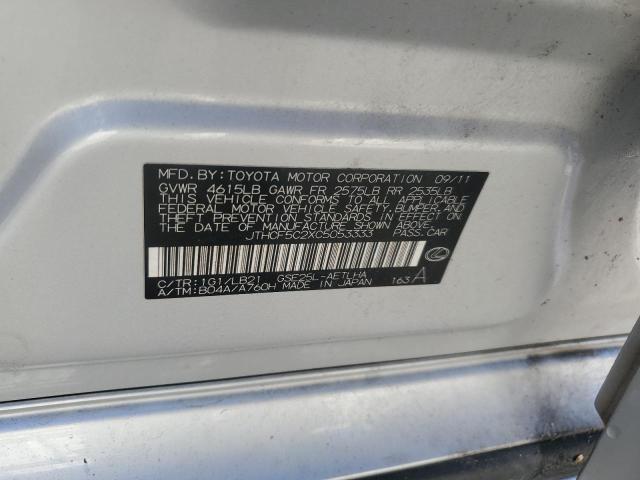 MFD. BY: TOYOTA MOTOR CORPORATION 09/11
GVWR 4615LB GAWR FR 2575LB RR 2535LB
THIS VEHICLE CONFORMS TO ALL APPLICABLE
FEDERAL MOTOR VEHICLE SAFETY, BUMPER, AND
THEFT PREVENTION STANDARDS IN EFFECT ON
THE DATE OF MANUFACTURE SHOWN ABOVE.
JTHCF5C2XC5053333 PASS.CAR
C/TR:1G1/LB21 GSE25L-AETLHA
A/TM:B04A/A760H MADE IN JAPAN 163 A